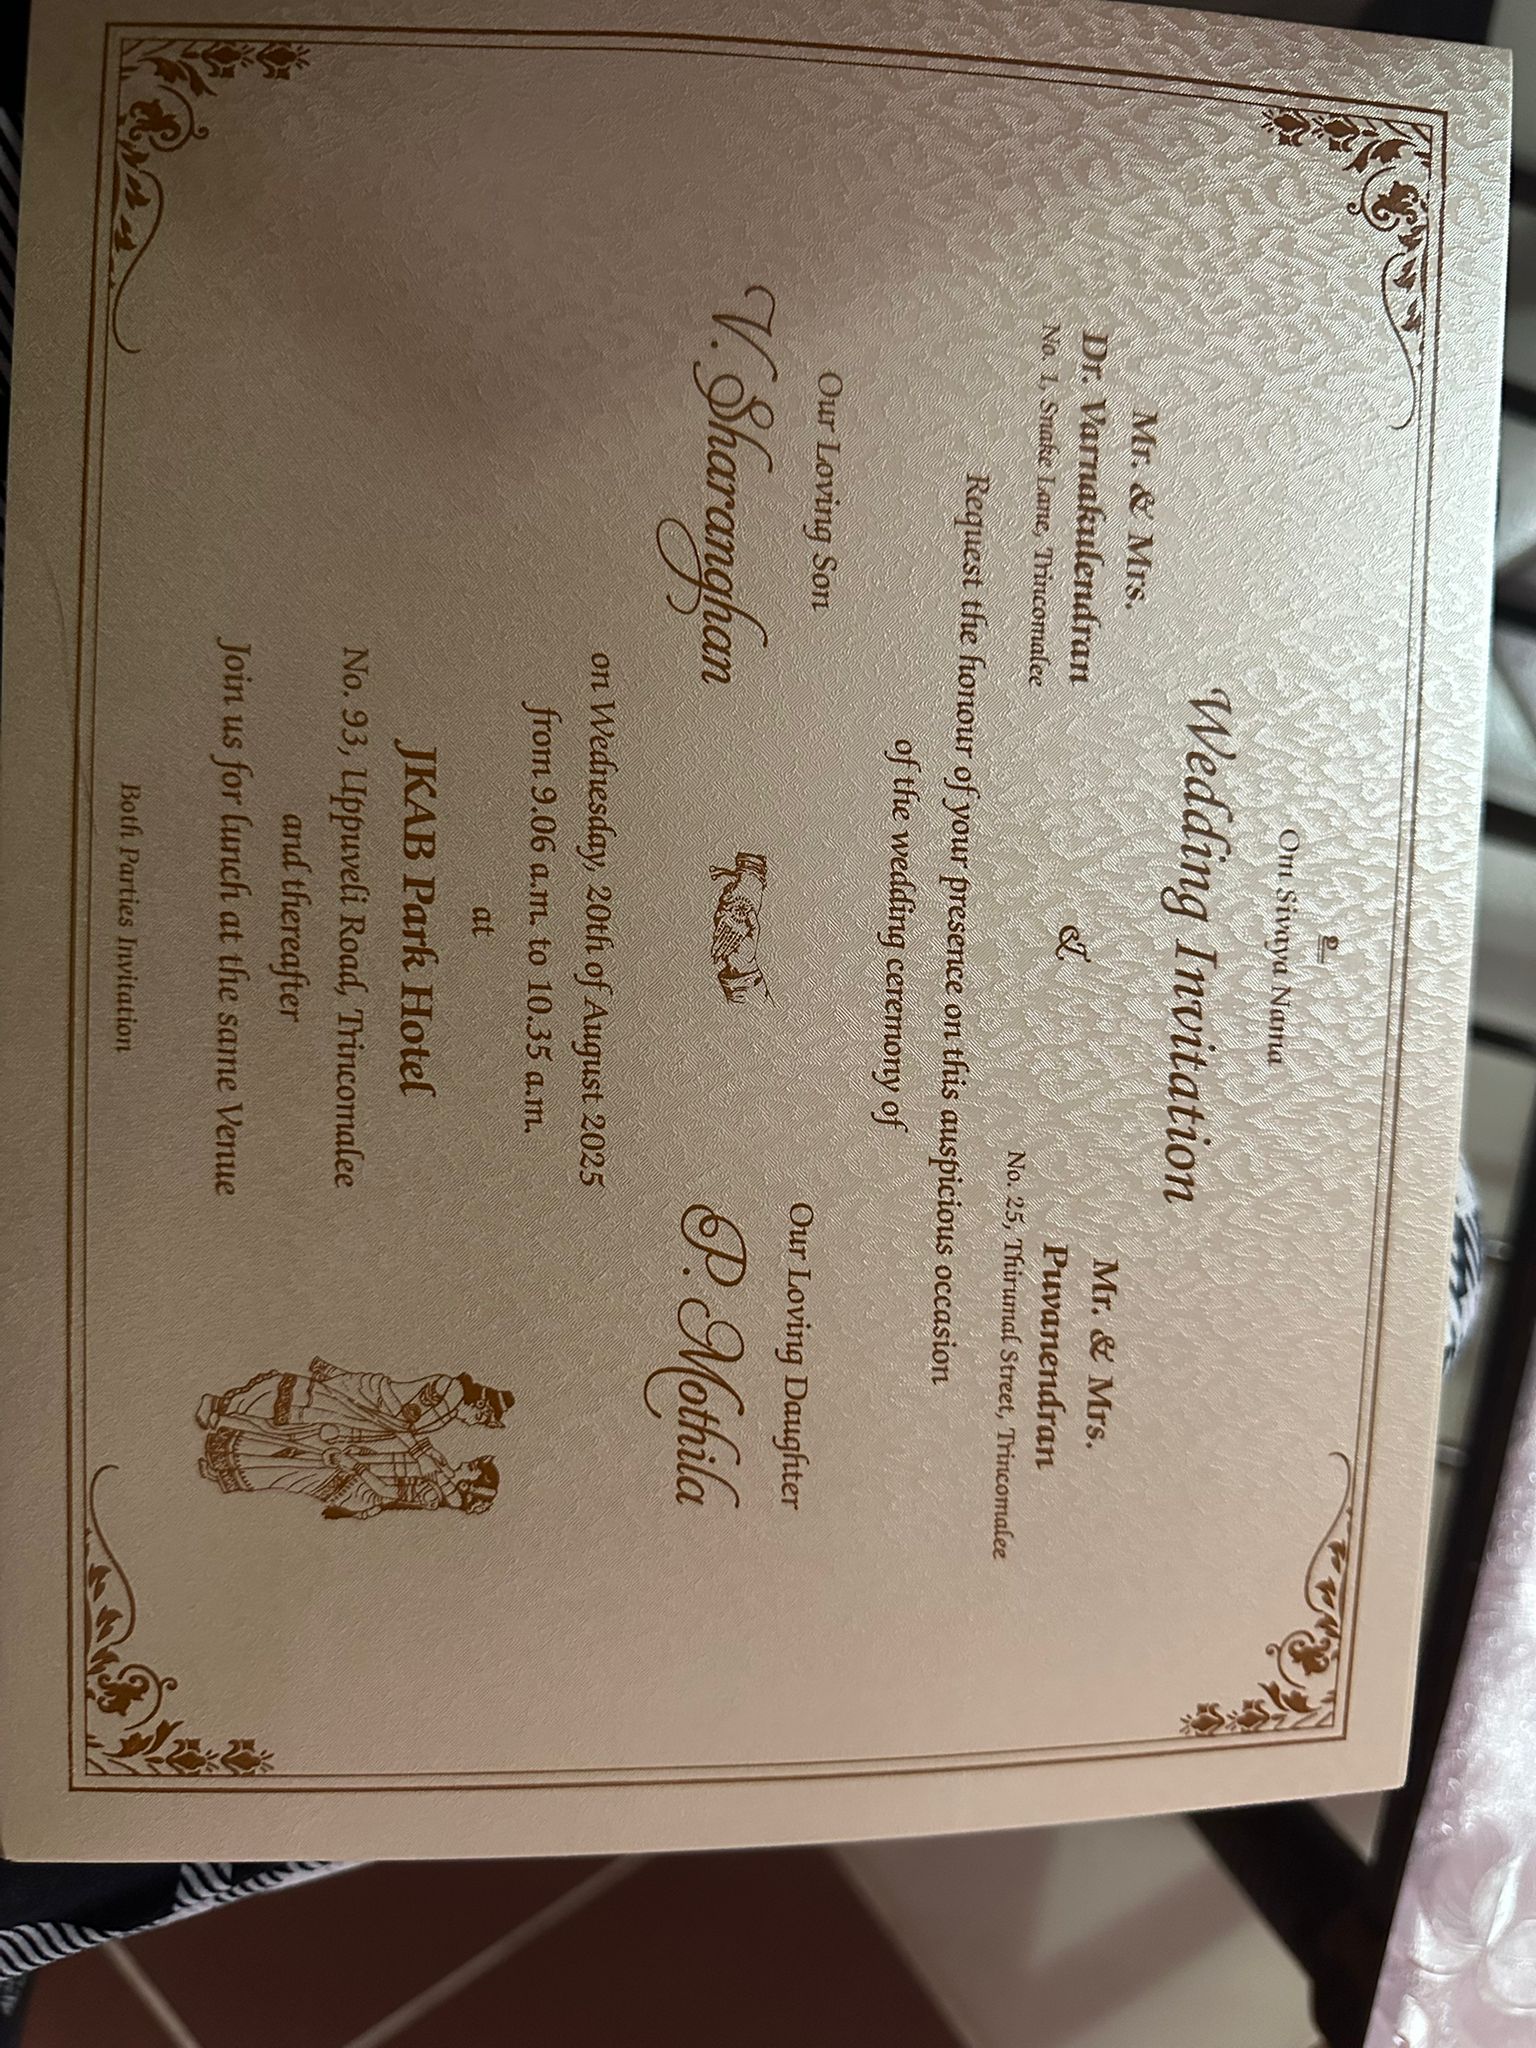 உ
Om Sivaya Nama
Wedding Invitation
Mr. & Mrs.
Dr. Varnakulendran
No. 1, Snake Lane, Trincomalee
&
Mr. & Mrs.
Puvanendran
No. 25, Thirumal Street, Trincomalee
Request the honour of your presence on this auspicious occasion
of the wedding ceremony of
Our Loving Son
V. Sharanghan
Our Loving Daughter
P. Mothila
on Wednesday, 20th of August 2025
from 9.06 a.m. to 10.35 a.m.
at
JKAB Park Hotel
No. 93, Uppuveli Road, Trincomalee
and thereafter
Join us for lunch at the same Venue
Both Parties Invitation